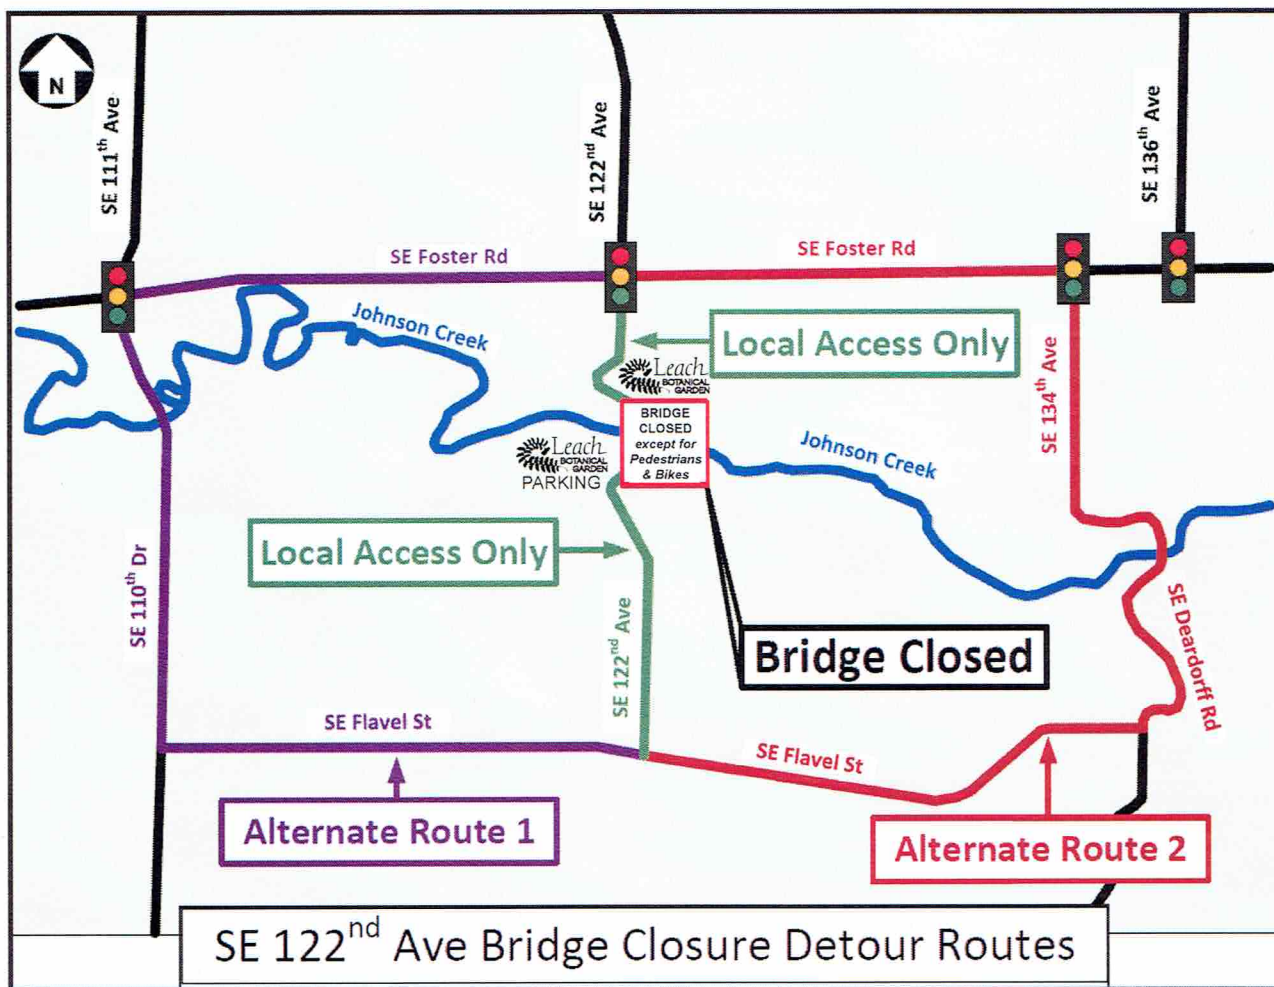 N
SE 111th Ave
SE 122nd Ave
SE 136th Ave
SE Foster Rd
SE Foster Rd
Johnson Creek
Local Access Only
Leach
BOTANICAL
GARDEN
SE 134th Ave
BRIDGE
CLOSED
except for
Pedestrians
& Bikes
Leach
BOTANICAL
GARDEN
PARKING
Johnson Creek
Local Access Only
SE 110th Dr
SE 122nd Ave
Bridge Closed
SE Deardorff Rd
SE Flavel St
SE Flavel St
Alternate Route 1
Alternate Route 2
SE 122nd Ave Bridge Closure Detour Routes